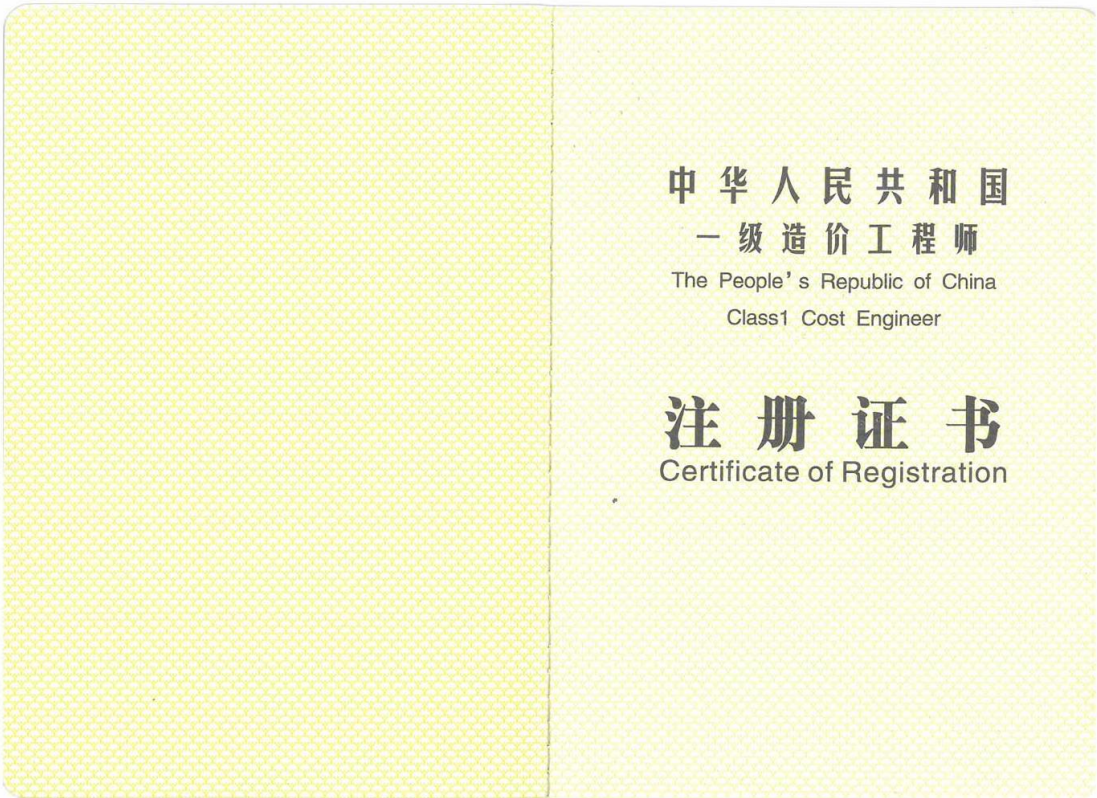 中华人民共和国
一级造价工程师
The People's Republic of China
Class1 Cost Engineer
注册证书
Certificate of Registration